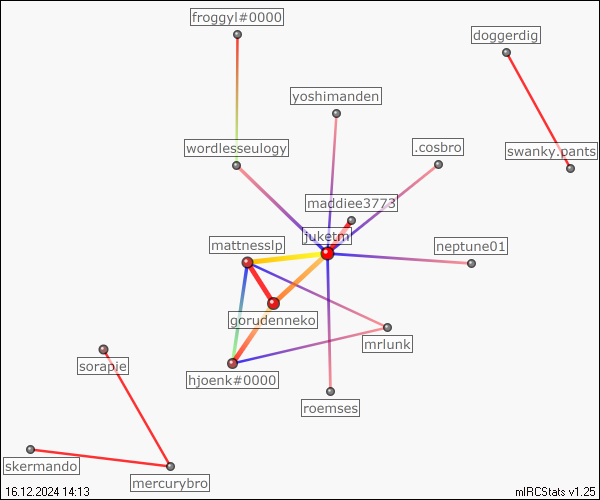 froggyl#0000
doggerdig
yoshimanden
wordlesseulogy
.cosbro
swanky.pants
maddiee3773
juketm
mattnesslp
neptune01
gorudenneko
mrlunk
sorapie
hjoenk#0000
roemses
skermando
mercurybro
16.12.2024 14:13
mIRCStats v1.25